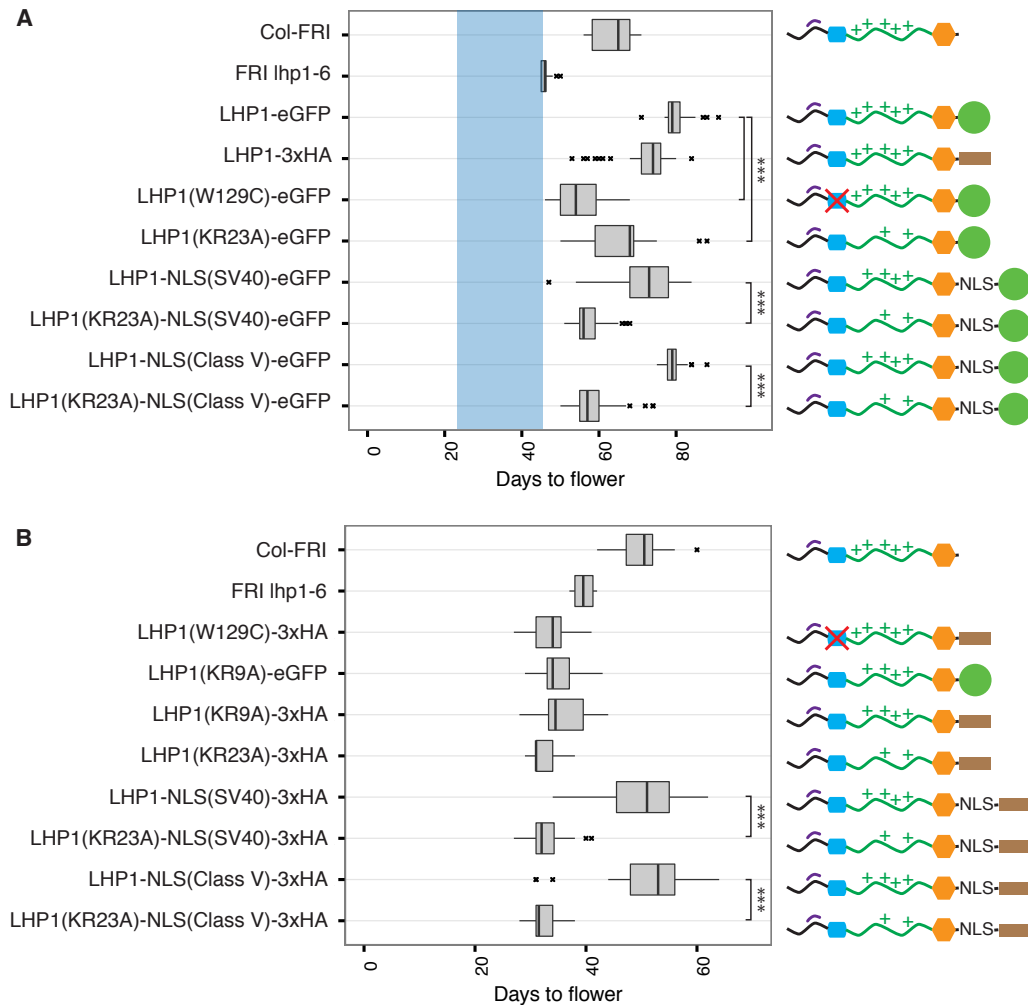 A
Col-FRI
FRI lhp1-6
LHP1-eGFP
LHP1-3xHA
LHP1(W129C)-eGFP
LHP1(KR23A)-eGFP
LHP1-NLS(SV40)-eGFP
LHP1(KR23A)-NLS(SV40)-eGFP
LHP1-NLS(Class V)-eGFP
LHP1(KR23A)-NLS(Class V)-eGFP
***
***
***
***
+ + + + + +
+ + + + + +
+ + + + + +
+ + + + + +
+ +
+ + + + + + NLS
+ + NLS
+ + + + + + NLS
+ + NLS
0 20 40 60 80
Days to flower
B
Col-FRI
FRI lhp1-6
LHP1(W129C)-3xHA
LHP1(KR9A)-eGFP
LHP1(KR9A)-3xHA
LHP1(KR23A)-3xHA
LHP1-NLS(SV40)-3xHA
LHP1(KR23A)-NLS(SV40)-3xHA
LHP1-NLS(Class V)-3xHA
LHP1(KR23A)-NLS(Class V)-3xHA
***
***
+ + + + + +
+ + + + + +
+ + + + + +
+ + + + + +
+ +
+ + + + + + NLS
+ + NLS
+ + + + + + NLS
+ + NLS
0 20 40 60
Days to flower